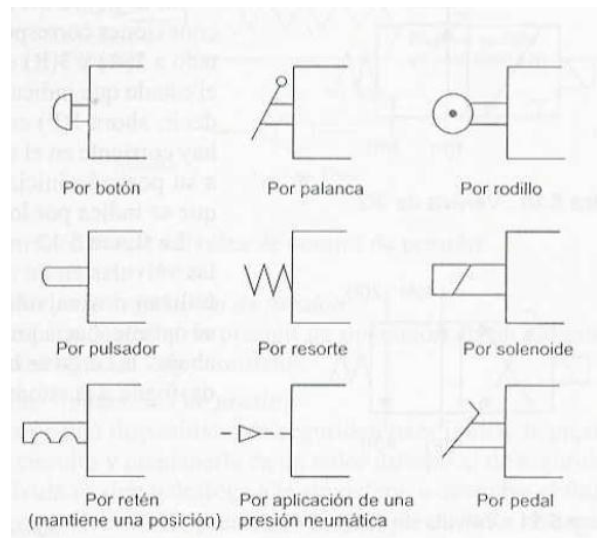 Por botón
Por palanca
Por rodillo
Por pulsador
Por resorte
Por solenoide
Por retén
(mantiene una posición)
Por aplicación de una
presión neumática
Por pedal